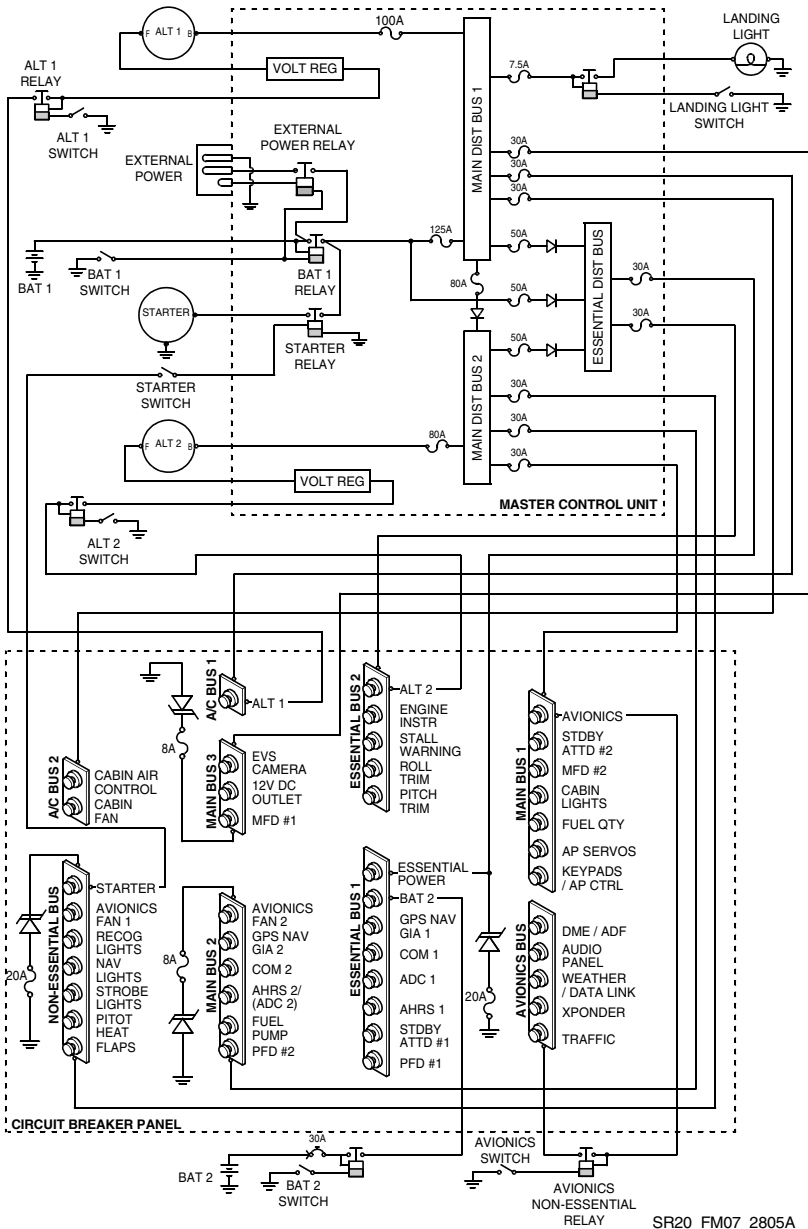 F ALT 1 B
100A
VOLT REG
ALT 1
RELAY
ALT 1
SWITCH
LANDING
LIGHT
7.5A
LANDING LIGHT
SWITCH
MAIN DIST BUS 1
30A
30A
30A
EXTERNAL
POWER RELAY
EXTERNAL
POWER
BAT 1
BAT 1
SWITCH
BAT 1
RELAY
125A
50A
80A
50A
50A
ESSENTIAL DIST BUS
30A
30A
STARTER
STARTER
RELAY
STARTER
SWITCH
MAIN DIST BUS 2
30A
30A
30A
F ALT 2 B
80A
VOLT REG
MASTER CONTROL UNIT
ALT 2
SWITCH
A/C BUS 1
ALT 1
8A
A/C BUS 2
CABIN AIR
CONTROL
CABIN
FAN
MAIN BUS 3
EVS
CAMERA
12V DC
OUTLET
MFD #1
ESSENTIAL BUS 2
ALT 2
ENGINE
INSTR
STALL
WARNING
ROLL
TRIM
PITCH
TRIM
MAIN BUS 1
AVIONICS
STDBY
ATTD #2
MFD #2
CABIN
LIGHTS
FUEL QTY
AP SERVOS
KEYPADS
/ AP CTRL
20A
NON-ESSENTIAL BUS
STARTER
AVIONICS
FAN 1
RECOG
LIGHTS
NAV
LIGHTS
STROBE
LIGHTS
PITOT
HEAT
FLAPS
8A
MAIN BUS 2
AVIONICS
FAN 2
GPS NAV
GIA 2
COM 2
AHRS 2/
(ADC 2)
FUEL
PUMP
PFD #2
ESSENTIAL BUS 1
ESSENTIAL
POWER
BAT 2
GPS NAV
GIA 1
COM 1
ADC 1
AHRS 1
STDBY
ATTD #1
PFD #1
20A
AVIONICS BUS
DME / ADF
AUDIO
PANEL
WEATHER
/ DATA LINK
XPONDER
TRAFFIC
CIRCUIT BREAKER PANEL
BAT 2
30A
BAT 2
SWITCH
AVIONICS
SWITCH
AVIONICS
NON-ESSENTIAL
RELAY
SR20_FM07_2805A